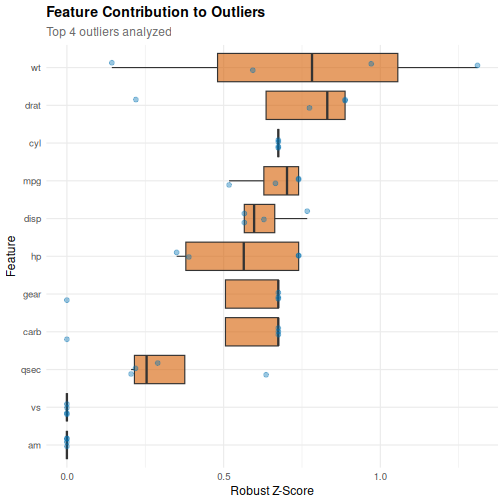 Feature Contribution to Outliers
Top 4 outliers analyzed
Feature
wt
drat
cyl
mpg
disp
hp
gear
carb
qsec
vs
am
0.0 0.5 1.0
Robust Z-Score